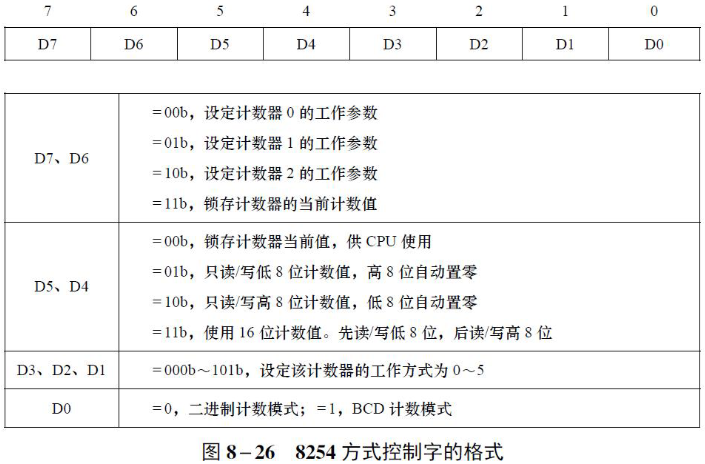 7 6 5 4 3 2 1 0
D7 D6 D5 D4 D3 D2 D1 D0
D7、D6
=00b，设定计数器 0 的工作参数
=01b，设定计数器 1 的工作参数
=10b，设定计数器 2 的工作参数
=11b，锁存计数器的当前计数值
D5、D4
=00b，锁存计数器当前值，供 CPU 使用
=01b，只读/写低 8 位计数值，高 8 位自动置零
=10b，只读/写高 8 位计数值，低 8 位自动置零
=11b，使用 16 位计数值。先读/写低 8 位，后读/写高 8 位
D3、D2、D1
=000b～101b，设定该计数器的工作方式为 0～5
D0
=0，二进制计数模式；=1，BCD 计数模式
图 8－26 8254 方式控制字的格式